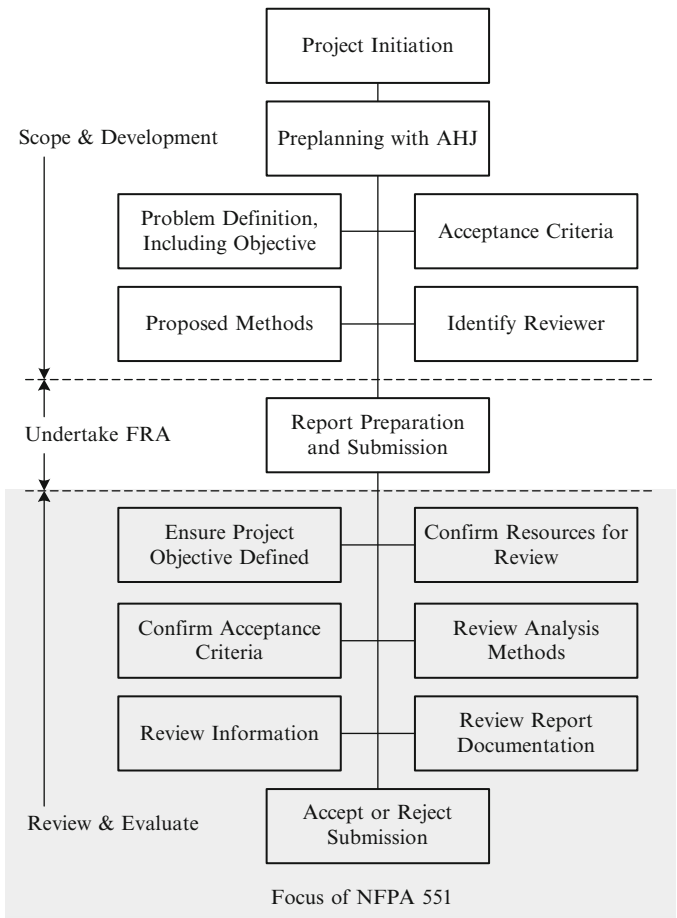 Project Initiation
Scope & Development
Preplanning with AHJ
Problem Definition,
Including Objective
Acceptance Criteria
Proposed Methods
Identify Reviewer
Undertake FRA
Report Preparation
and Submission
Ensure Project
Objective Defined
Confirm Resources for
Review
Confirm Acceptance
Criteria
Review Analysis
Methods
Review Information
Review Report
Documentation
Review & Evaluate
Accept or Reject
Submission
Focus of NFPA 551